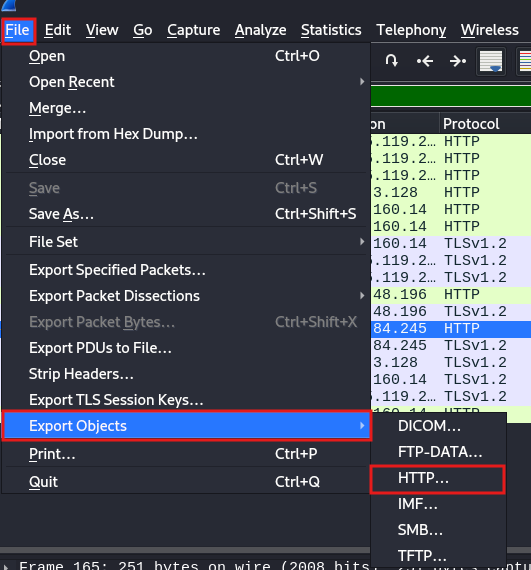 File Edit View Go Capture Analyze Statistics Telephony Wireless
Open Ctrl+O
Open Recent
Merge…
Import from Hex Dump…
Close Ctrl+W
Save Ctrl+S
Save As… Ctrl+Shift+S
File Set
Export Specified Packets…
Export Packet Dissections
Export Packet Bytes… Ctrl+Shift+X
Export PDUs to File…
Strip Headers…
Export TLS Session Keys…
Export Objects
Print… Ctrl+P
Quit Ctrl+Q
DICOM…
FTP-DATA…
HTTP…
IMF…
SMB…
TFTP…
on Protocol
.119.2… HTTP
.119.2… HTTP
.119.2… HTTP
3.128 HTTP
160.14 HTTP
160.14 HTTP
160.14 TLSv1.2
.119.2… TLSv1.2
.119.2… TLSv1.2
48.196 HTTP
48.196 TLSv1.2
84.245 HTTP
84.245 TLSv1.2
3.128 TLSv1.2
160.14 TLSv1.2
.119.2… TLSv1.2
Frame 165: 251 bytes on wire (2008 bits)